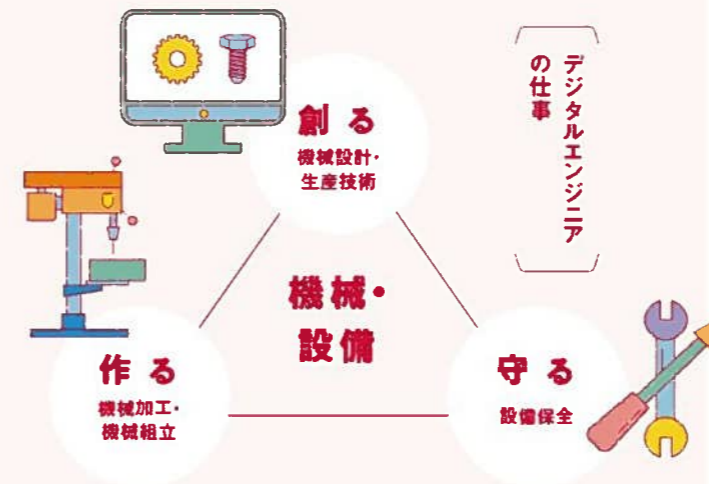 デジタルエンジニア
の仕事
創る
機械設計・
生産技術
機械・
設備
作る
機械加工・
機械組立
守る
設備保全